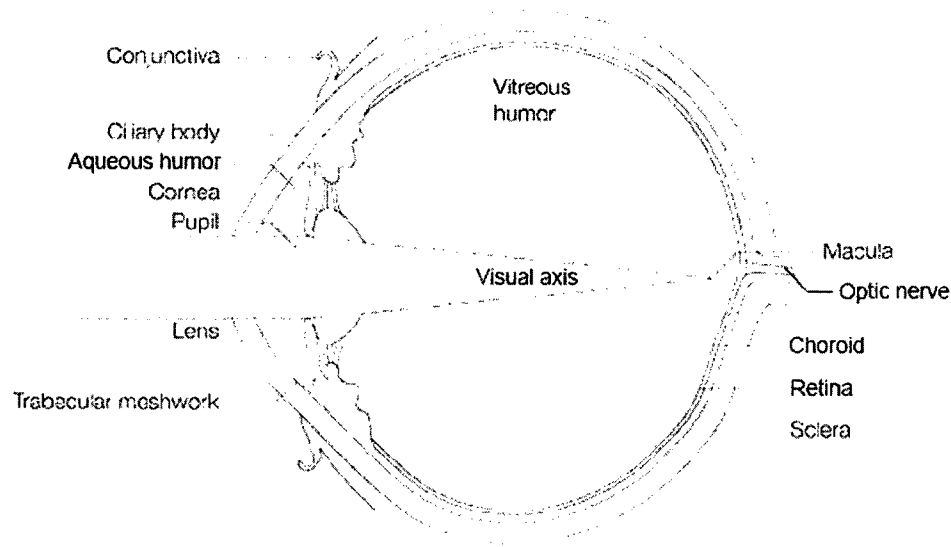 Conjunctiva
Vitreous
humor
Ciliary body
Aqueous humor
Cornea
Pupil
Macula
Visual axis
Optic nerve
Lens
Choroid
Retina
Trabecular meshwork
Sclera